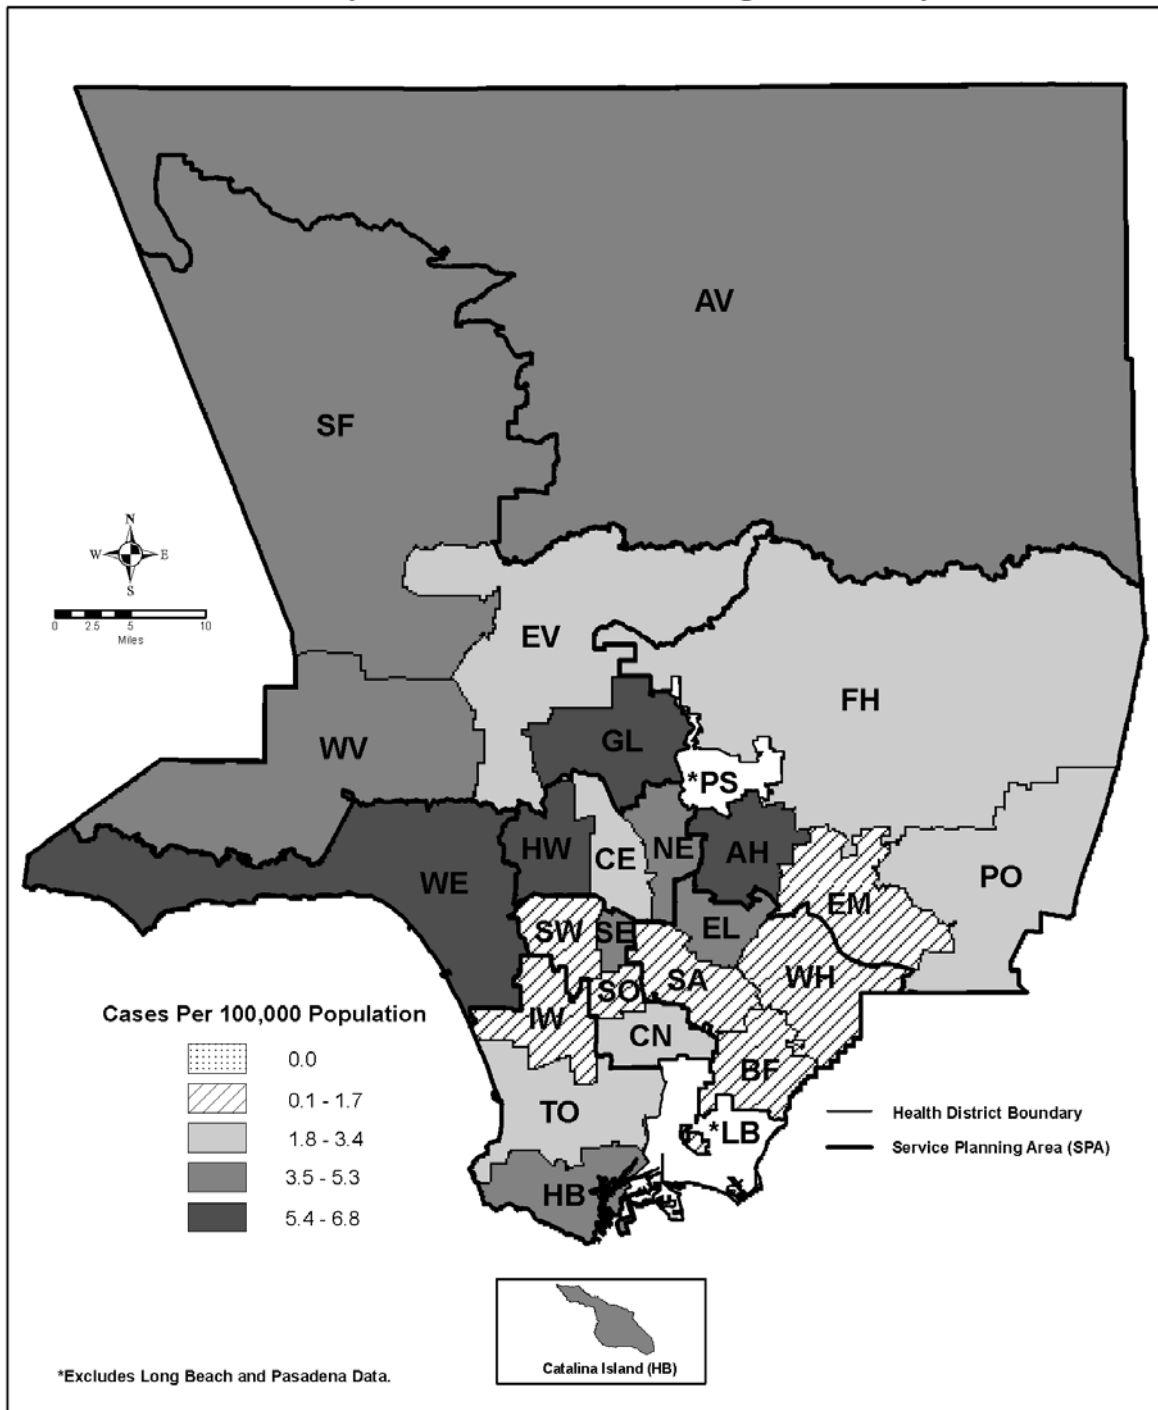 AV
SF
N
W E
S
0 2.5 5 10
Miles
EV
FH
GL
WV
*PS
HW
CE
NE
AH
WE
PO
EM
SW
SE
EL
SA
WH
SO
IW
CN
BF
TO
*LB
HB
Cases Per 100,000 Population
0.0
0.1 - 1.7
1.8 - 3.4
3.5 - 5.3
5.4 - 6.8
Health District Boundary
Service Planning Area (SPA)
Catalina Island (HB)
*Excludes Long Beach and Pasadena Data.